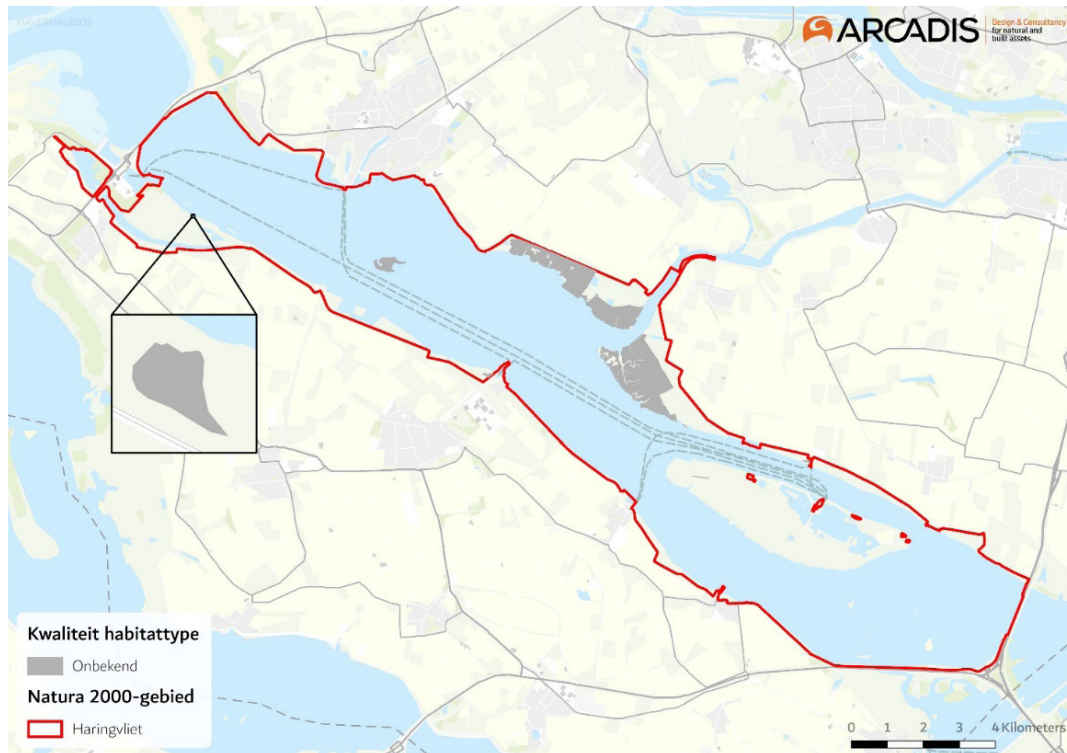 HAVERHALS803
ARCADIS
Design & Consultancy
for natural and
built assets
Kwaliteit habitattype
Onbekend
Natura 2000-gebied
Haringvliet
0 1 2 3 4 Kilometers